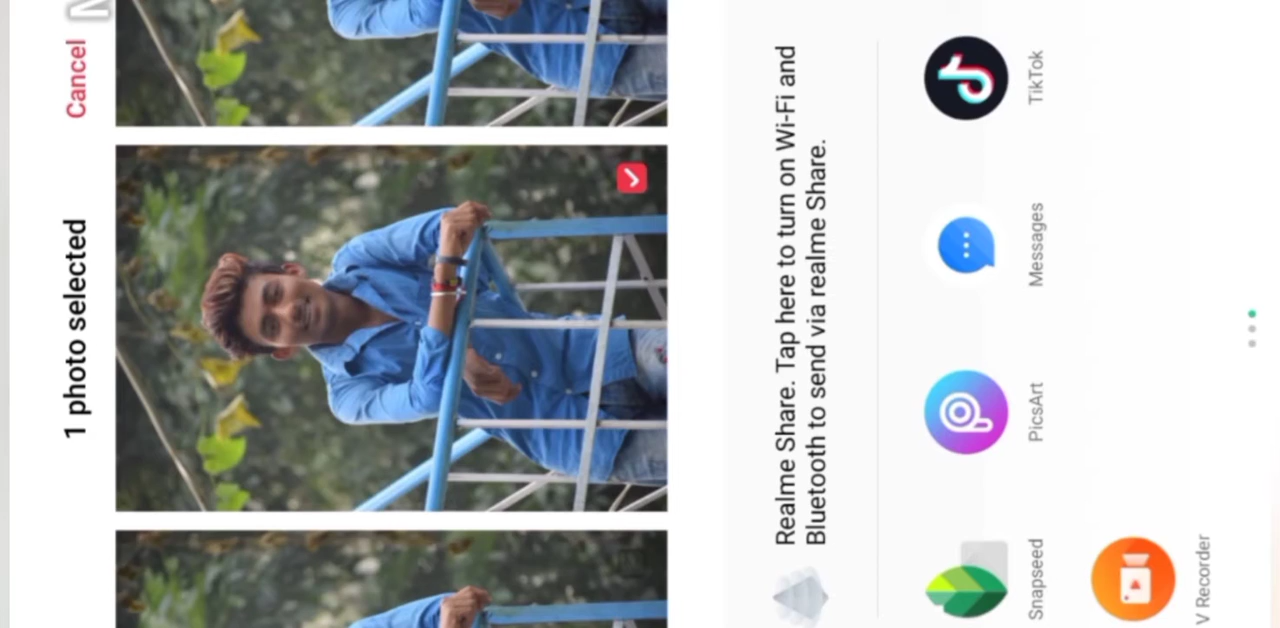 Cancel
1 photo selected
Realme Share. Tap here to turn on Wi-Fi and
Bluetooth to send via realme Share.
Snapseed
PicsArt
Messages
TikTok
V Recorder